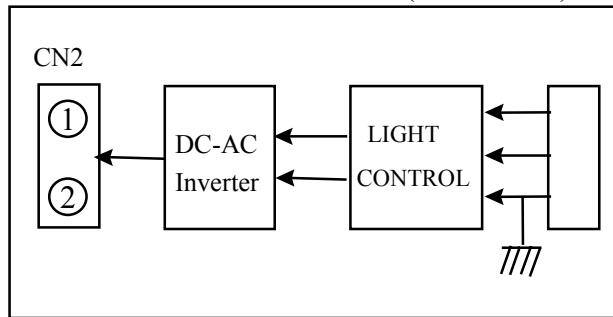 CN2
1
2
DC-AC
Inverter
LIGHT
CONTROL